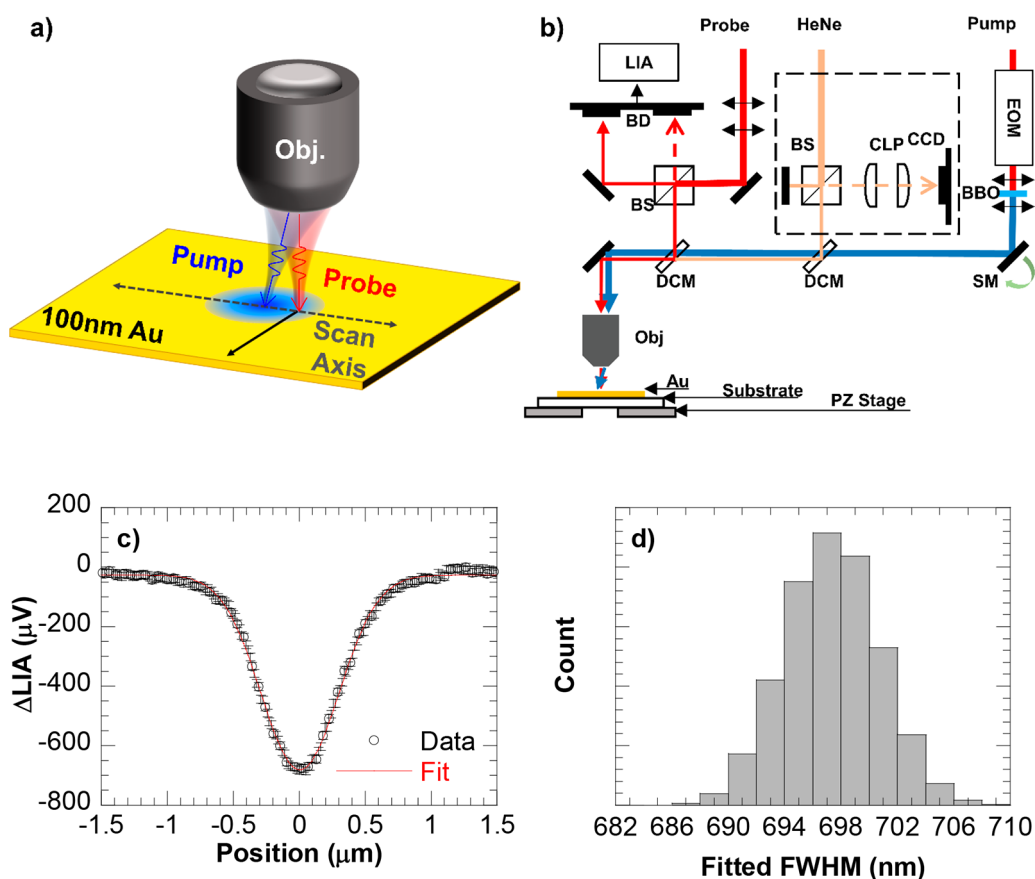 a)
Obj.
Pump
Probe
100nm Au
Scan
Axis
b)
Probe
HeNe
Pump
LIA
BD
BS
BS
CLP
CCD
EOM
BBO
DCM
DCM
SM
Obj
Au
Substrate
PZ Stage
c)
200
0
-200
-400
-600
-800
ΔLIA (μV)
Data
Fit
-1.5 -1 -0.5 0 0.5 1 1.5
Position (μm)
d)
Count
682 686 690 694 698 702 706 710
Fitted FWHM (nm)